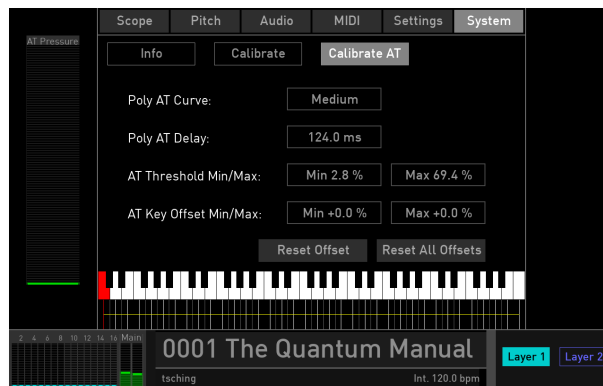 Scope Pitch Audio MIDI Settings System
AT Pressure
Info Calibrate Calibrate AT
Poly AT Curve: Medium
Poly AT Delay: 124.0 ms
AT Threshold Min/Max: Min 2.8 % Max 69.4 %
AT Key Offset Min/Max: Min +0.0 % Max +0.0 %
Reset Offset Reset All Offsets
2 4 6 8 10 12 14 16 Main
0001 The Quantum Manual
tsching Int. 120.0 bpm
Layer 1 Layer 2